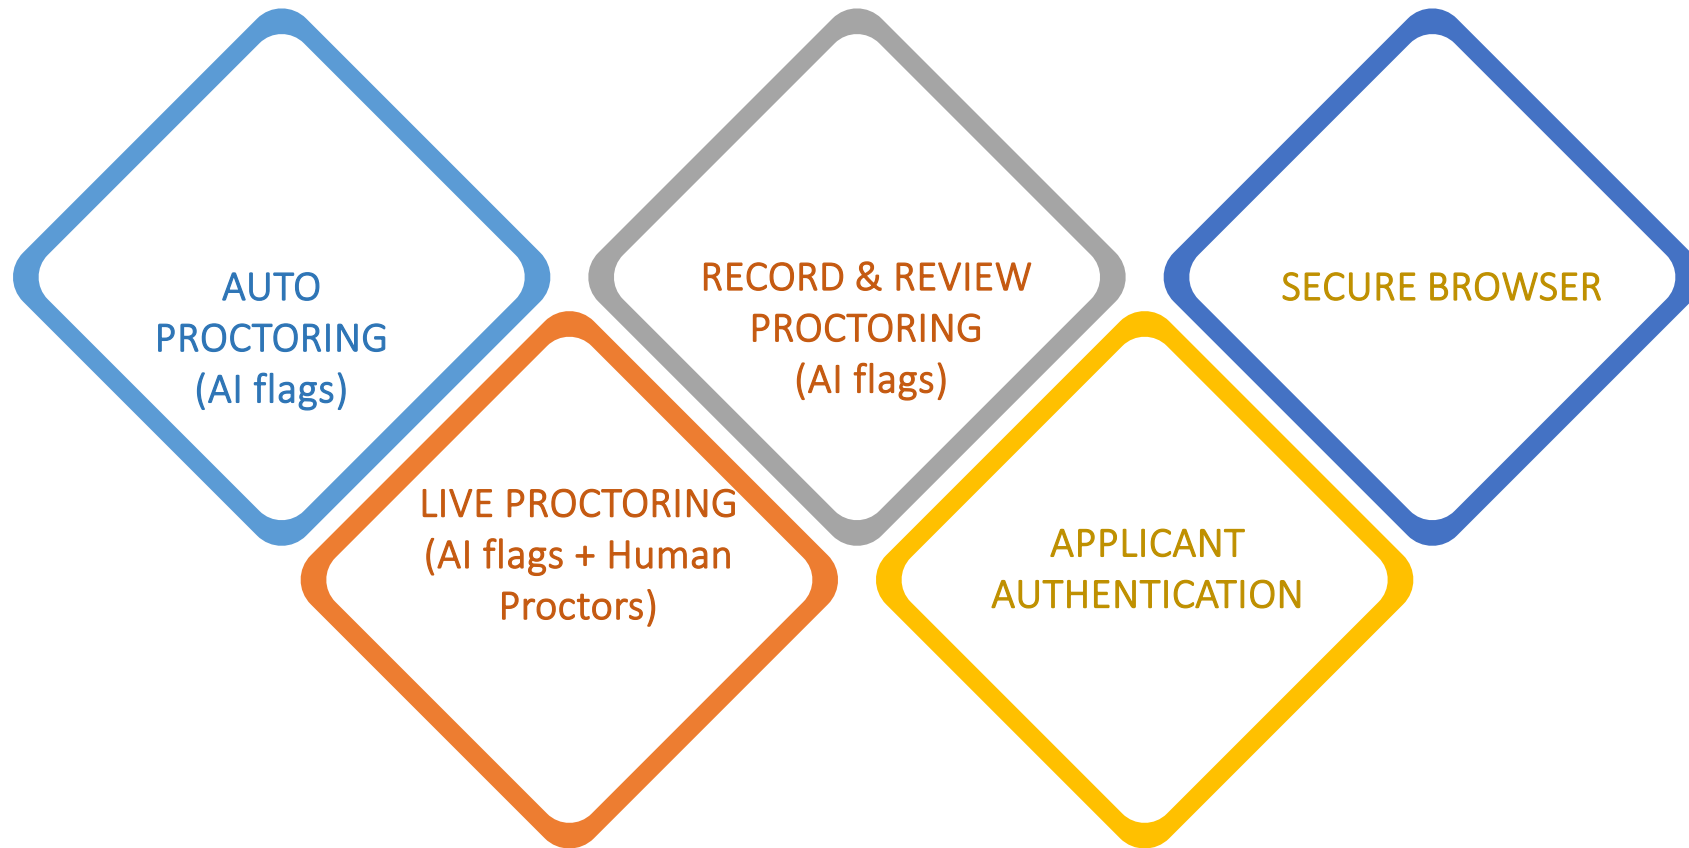 AUTO
PROCTORING
(AI flags)
LIVE PROCTORING
(AI flags + Human
Proctors)
RECORD & REVIEW
PROCTORING
(AI flags)
APPLICANT
AUTHENTICATION
SECURE BROWSER